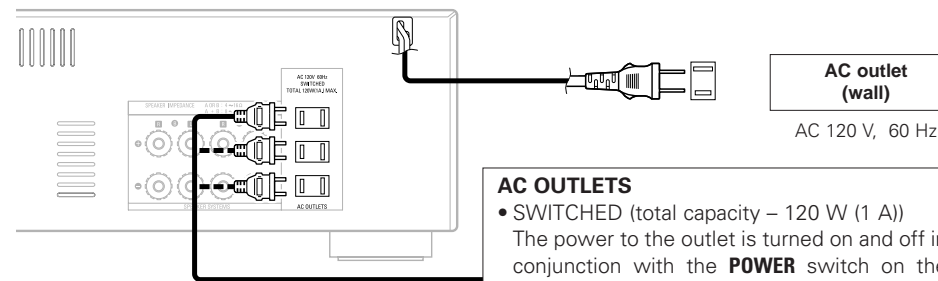 AC 120V 60Hz
SWITCHED
TOTAL 120W(1A) MAX.
SPEAKER IMPEDANCE
SPEAKER SYSTEMS
AC OUTLETS
AC outlet
(wall)
AC 120 V, 60 Hz
AC OUTLETS
• SWITCHED (total capacity – 120 W (1 A))
The power to the outlet is turned on and off in
conjunction with the POWER switch on the